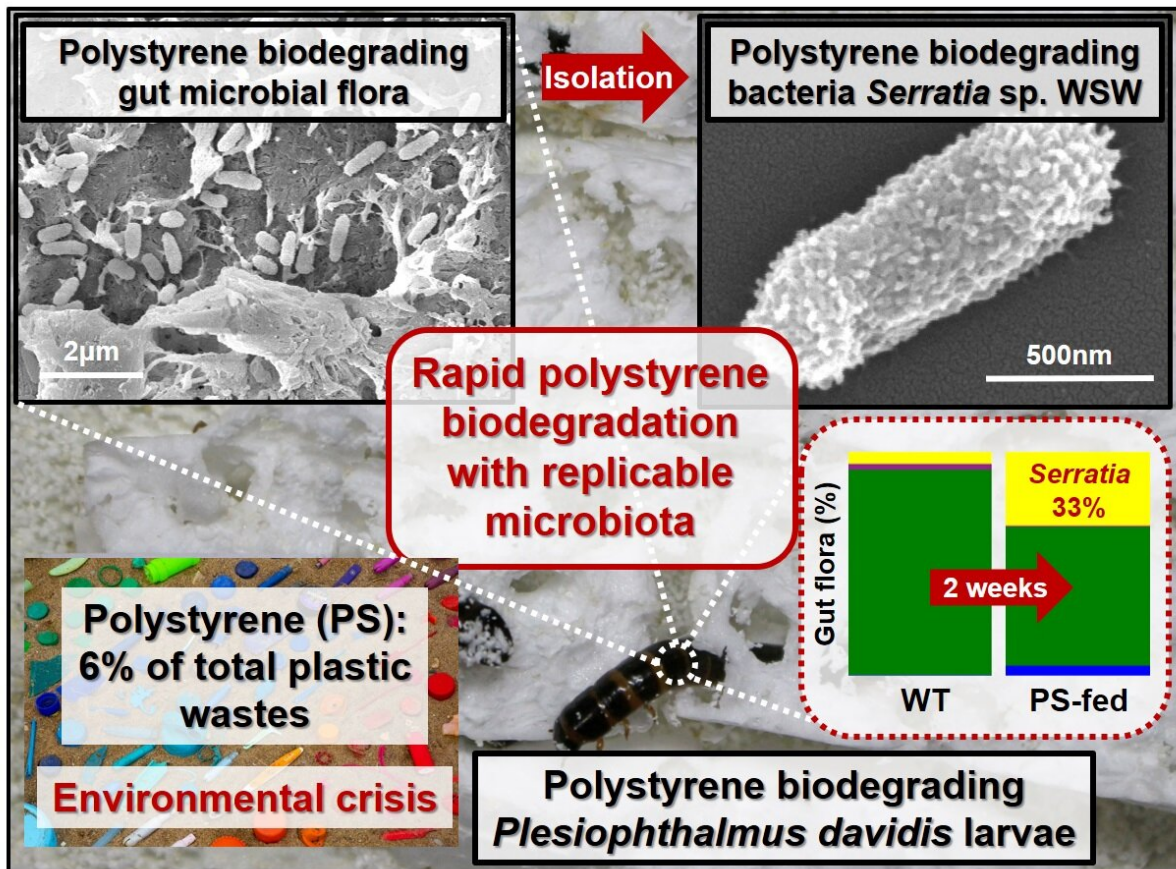 Polystyrene biodegrading
gut microbial flora
Isolation
Polystyrene biodegrading
bacteria Serratia sp. WSW
2μm
500nm
Rapid polystyrene
biodegradation
with replicable
microbiota
Gut flora (%)
Serratia
33%
2 weeks
WT
PS-fed
Polystyrene (PS):
6% of total plastic
wastes
Environmental crisis
Polystyrene biodegrading
Plesiophthalmus davidis larvae